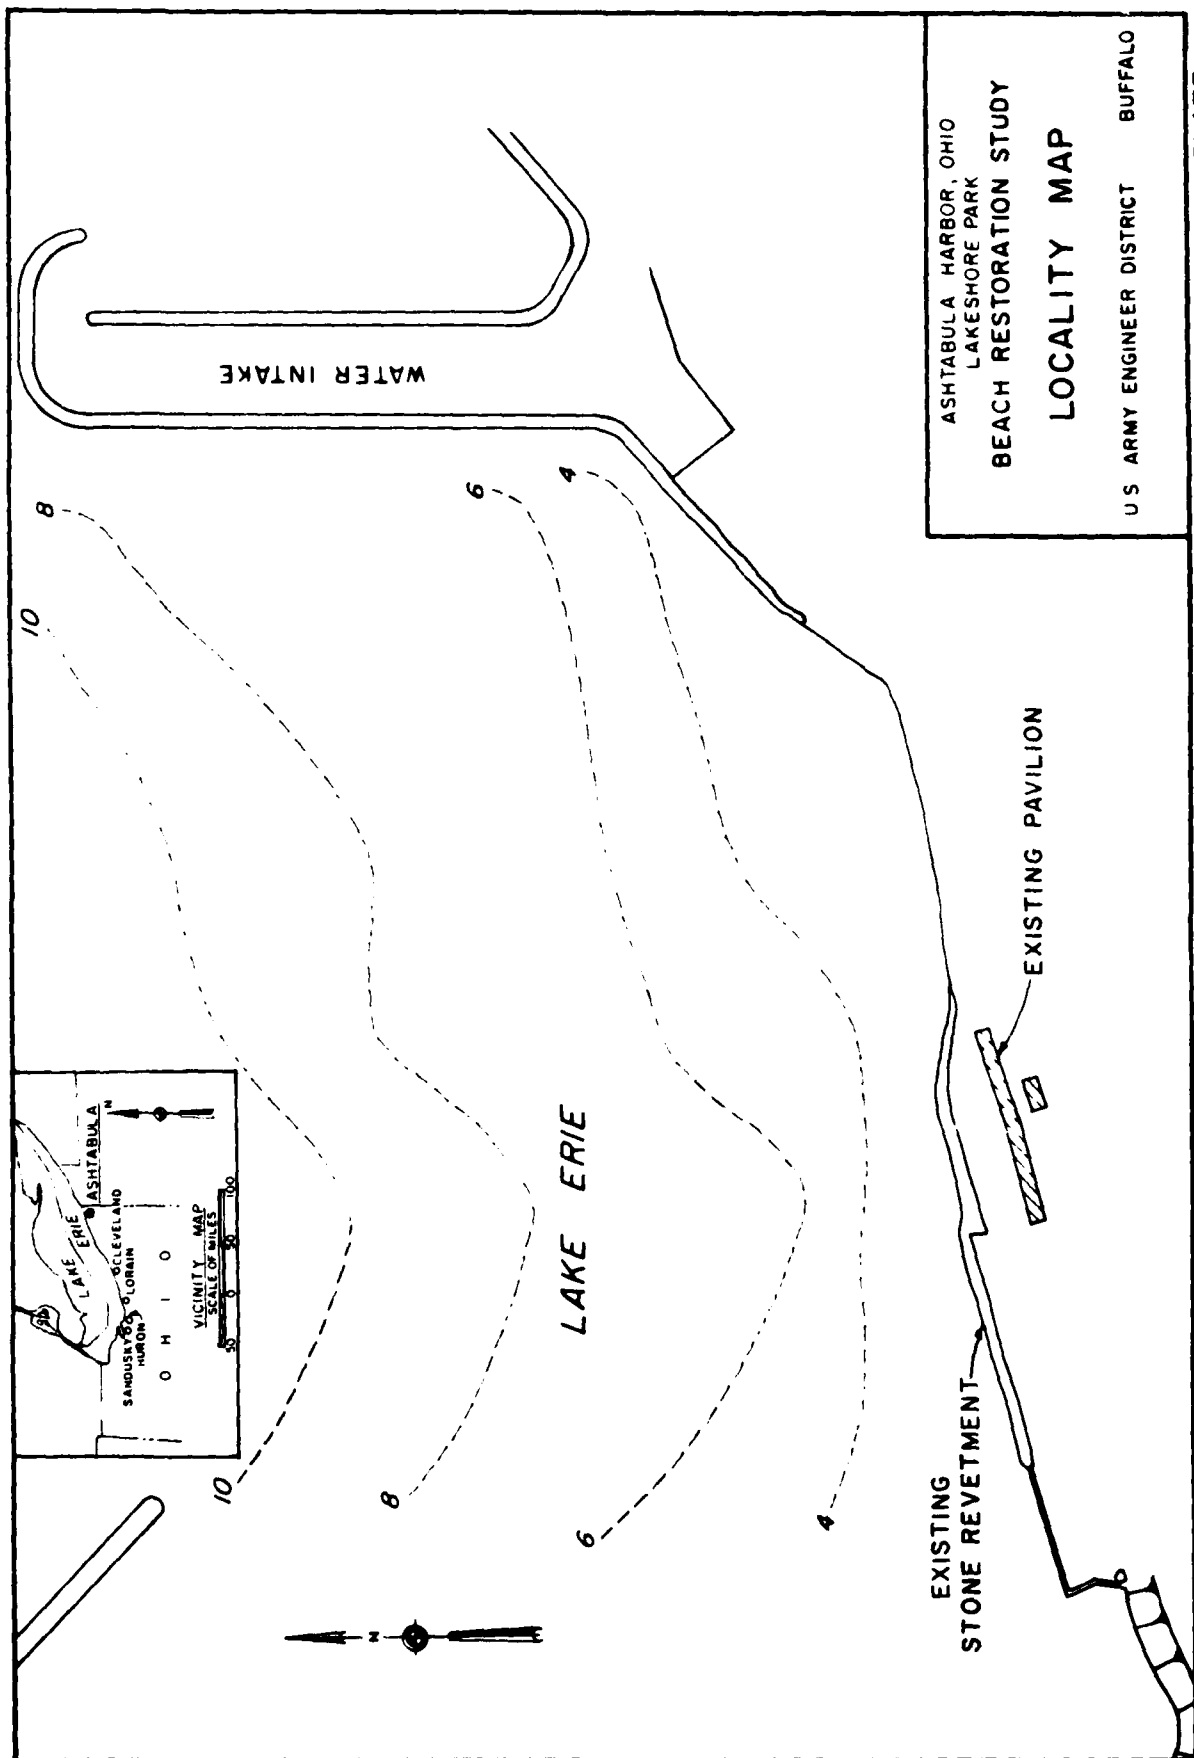 10
8
6
4
WATER INTAKE
10
8
6
4
LAKE ERIE
N
EXISTING
STONE REVETMENT
EXISTING PAVILION
LAKE ERIE
ASHTABULA
N
CLEVELAND
LORAIN
SANDUSKY
HURON
OHIO
VICINITY MAP
SCALE OF MILES
50 0 50 100
ASHTABULA HARBOR, OHIO
LAKESHORE PARK
BEACH RESTORATION STUDY
LOCALITY MAP
US ARMY ENGINEER DISTRICT BUFFALO